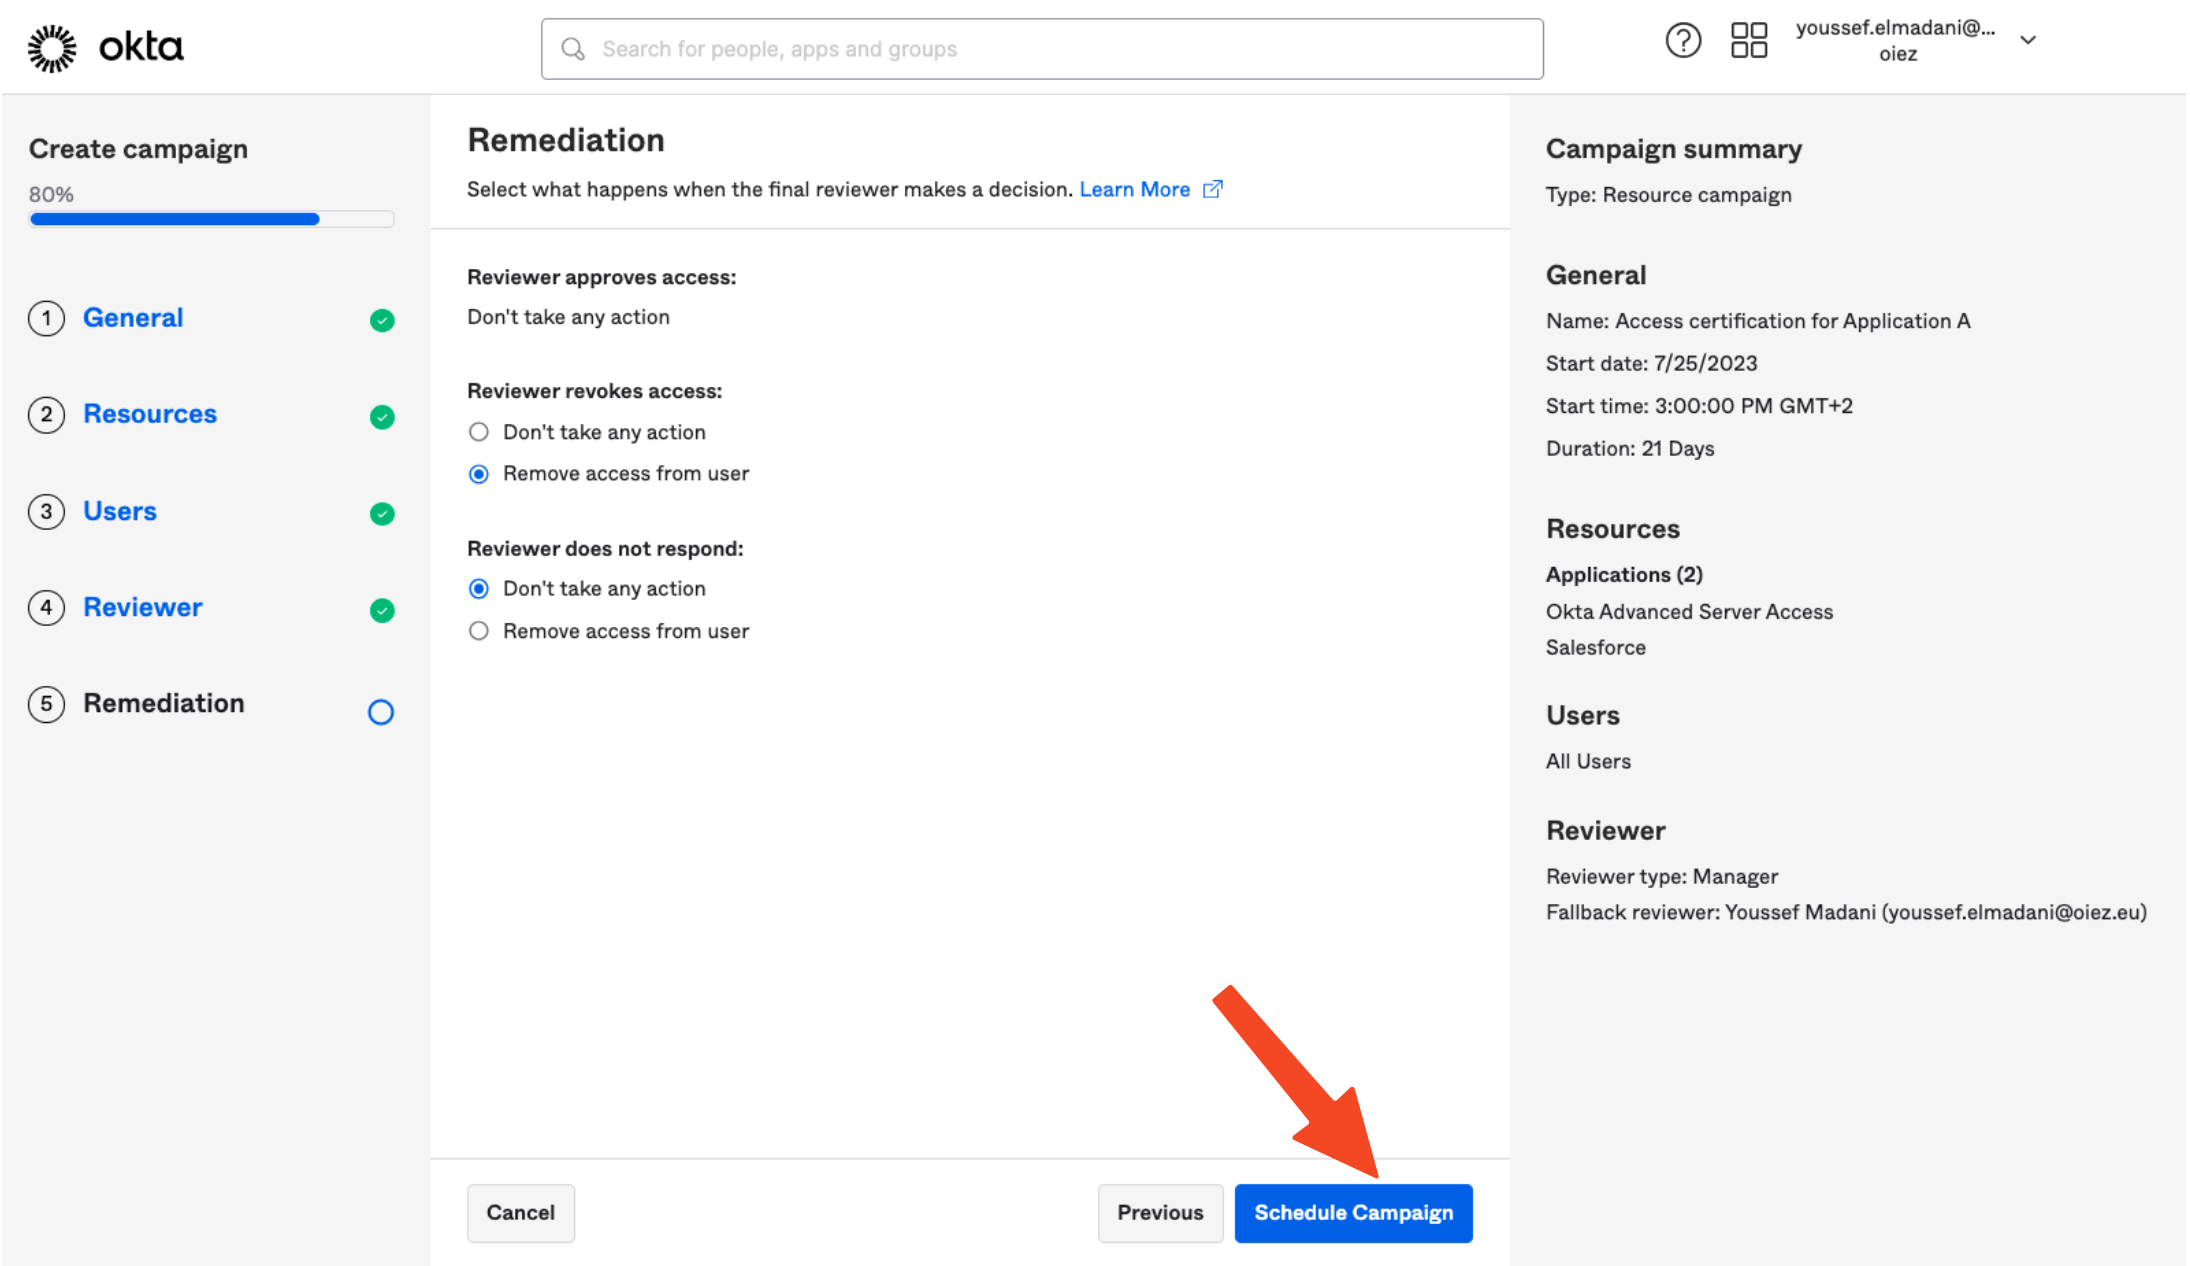 okta
Search for people, apps and groups
youssef.elmadani@...
oiez
Create campaign
80%
1 General
2 Resources
3 Users
4 Reviewer
5 Remediation
Remediation
Select what happens when the final reviewer makes a decision. Learn More
Reviewer approves access:
Don't take any action
Reviewer revokes access:
Don't take any action
Remove access from user
Reviewer does not respond:
Don't take any action
Remove access from user
Cancel
Previous
Schedule Campaign
Campaign summary
Type: Resource campaign
General
Name: Access certification for Application A
Start date: 7/25/2023
Start time: 3:00:00 PM GMT+2
Duration: 21 Days
Resources
Applications (2)
Okta Advanced Server Access
Salesforce
Users
All Users
Reviewer
Reviewer type: Manager
Fallback reviewer: Youssef Madani (youssef.elmadani@oiez.eu)